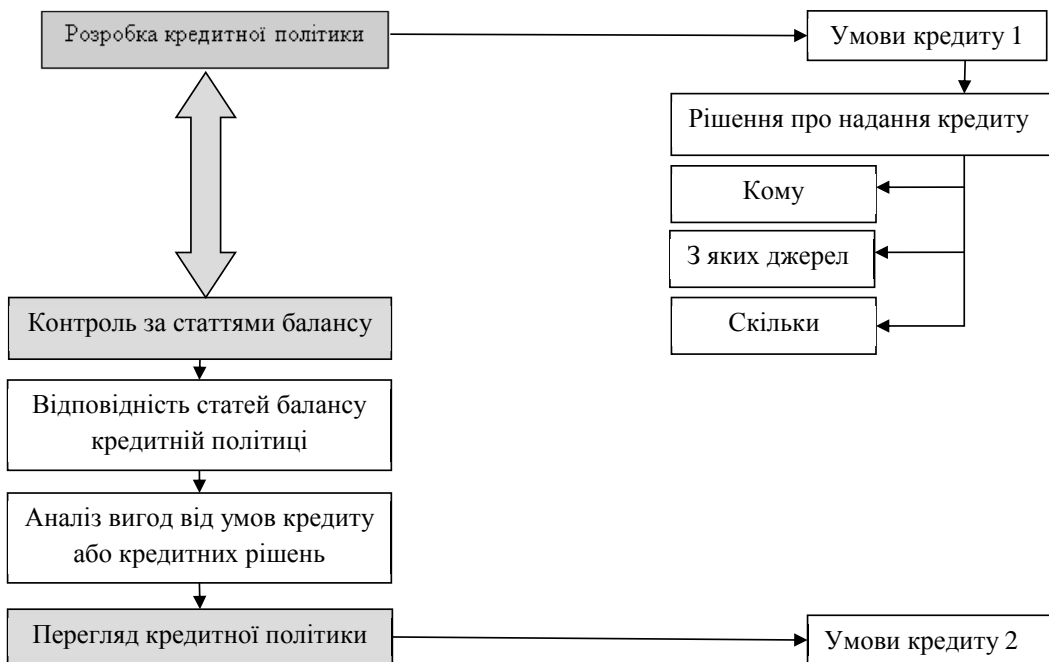 Розробка кредитної політики
Умови кредиту 1
Рішення про надання кредиту
Кому
З яких джерел
Скільки
Контроль за статтями балансу
Відповідність статей балансу
кредитній політиці
Аналіз вигод від умов кредиту
або кредитних рішень
Перегляд кредитної політики
Умови кредиту 2